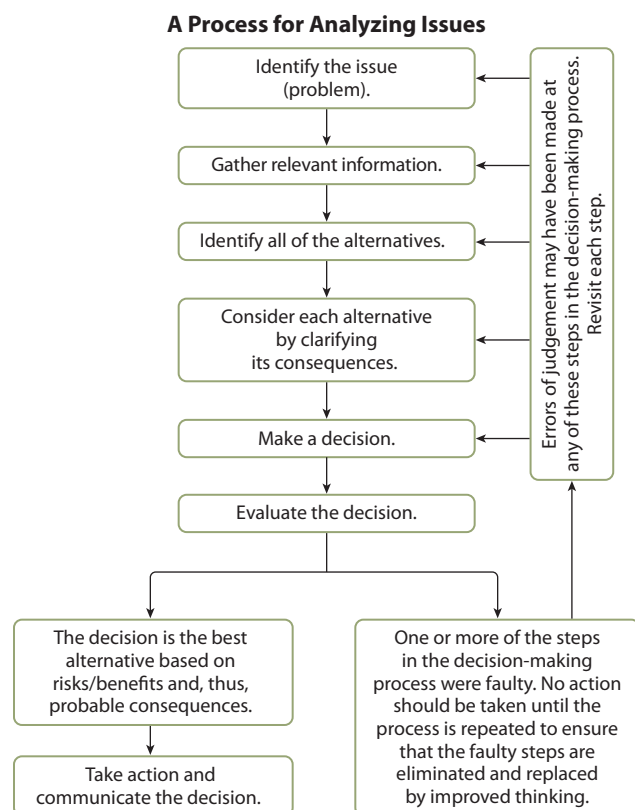 A Process for Analyzing Issues
Identify the issue
(problem).
Gather relevant information.
Identify all of the alternatives.
Consider each alternative
by clarifying
its consequences.
Make a decision.
Evaluate the decision.
Errors of judgement may have been made at
any of these steps in the decision-making process.
Revisit each step.
The decision is the best
alternative based on
risks/benefits and, thus,
probable consequences.
Take action and
communicate the decision.
One or more of the steps
in the decision-making
process were faulty. No action
should be taken until the
process is repeated to ensure
that the faulty steps are
eliminated and replaced
by improved thinking.